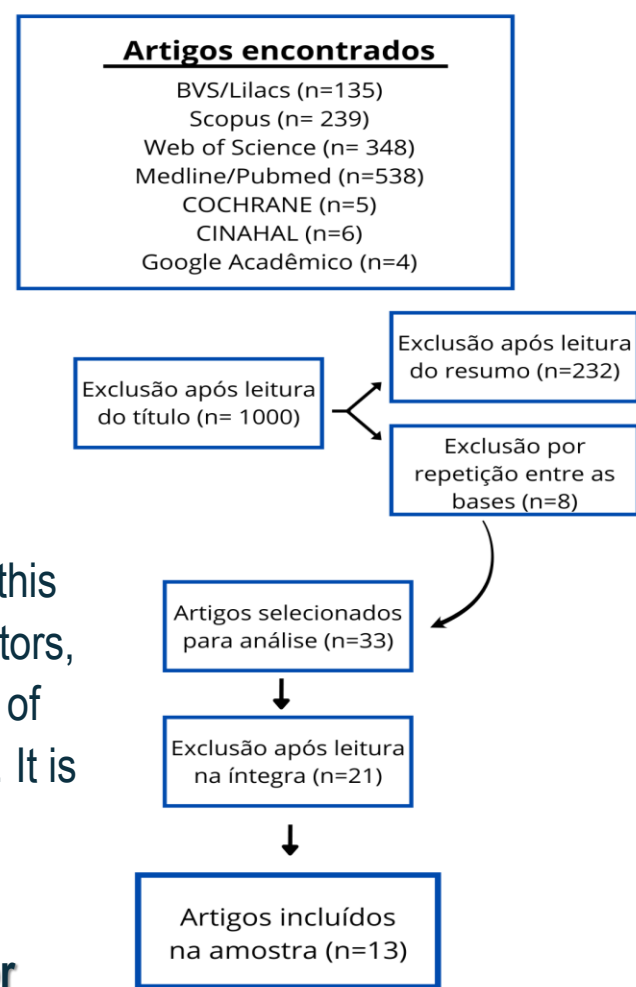 Artigos encontrados
BVS/Lilacs (n=135)
Scopus (n= 239)
Web of Science (n= 348)
Medline/Pubmed (n=538)
COCHRANE (n=5)
CINAHAL (n=6)
Google Acadêmico (n=4)
Exclusão após leitura
do título (n= 1000)
Exclusão após leitura
do resumo (n=232)
Exclusão por
repetição entre as
bases (n=8)
this
tors,
of
It is
r
Artigos selecionados
para análise (n=33)
Exclusão após leitura
na íntegra (n=21)
Artigos incluídos
na amostra (n=13)